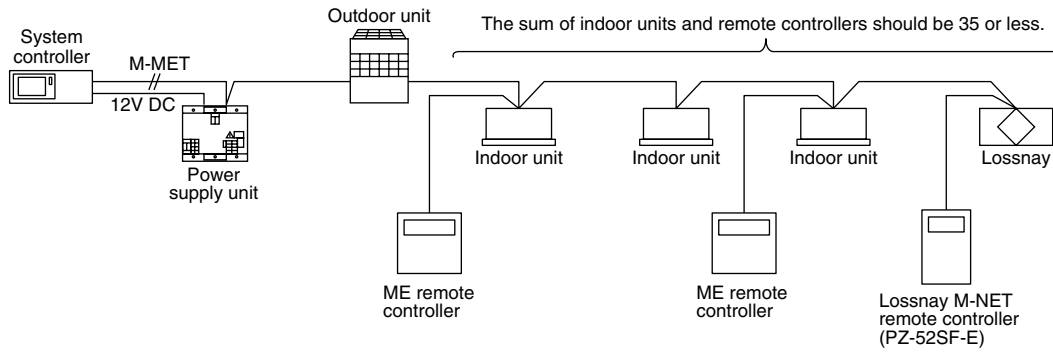 Outdoor unit
The sum of indoor units and remote controllers should be 35 or less.
System
controller
M-MET
12V DC
Power
supply unit
Indoor unit
Indoor unit
Indoor unit
Lossnay
ME remote
controller
ME remote
controller
Lossnay M-NET
remote controller
(PZ-52SF-E)